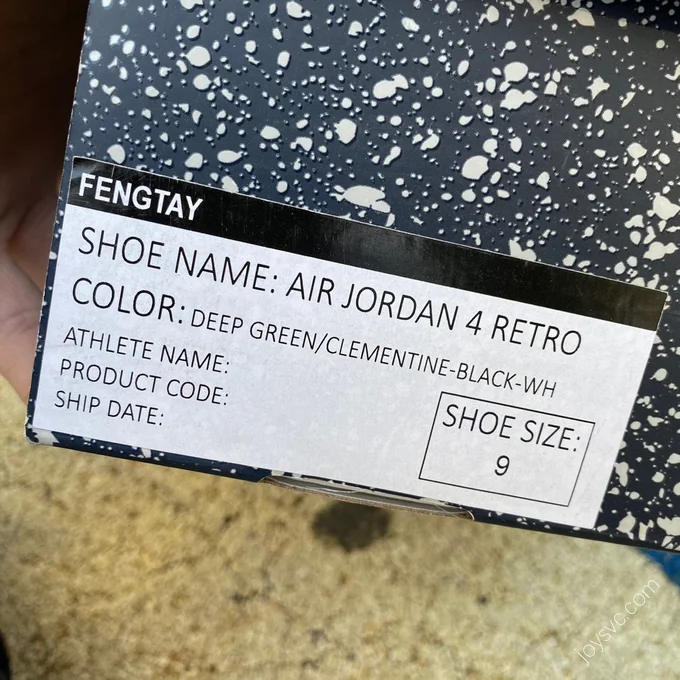 FENGTAY
SHOE NAME: AIR JORDAN 4 RETRO
COLOR: DEEP GREEN/CLEMENTINE-BLACK-WH
ATHLETE NAME:
PRODUCT CODE:
SHIP DATE:
SHOE SIZE:
9
joysvc.com